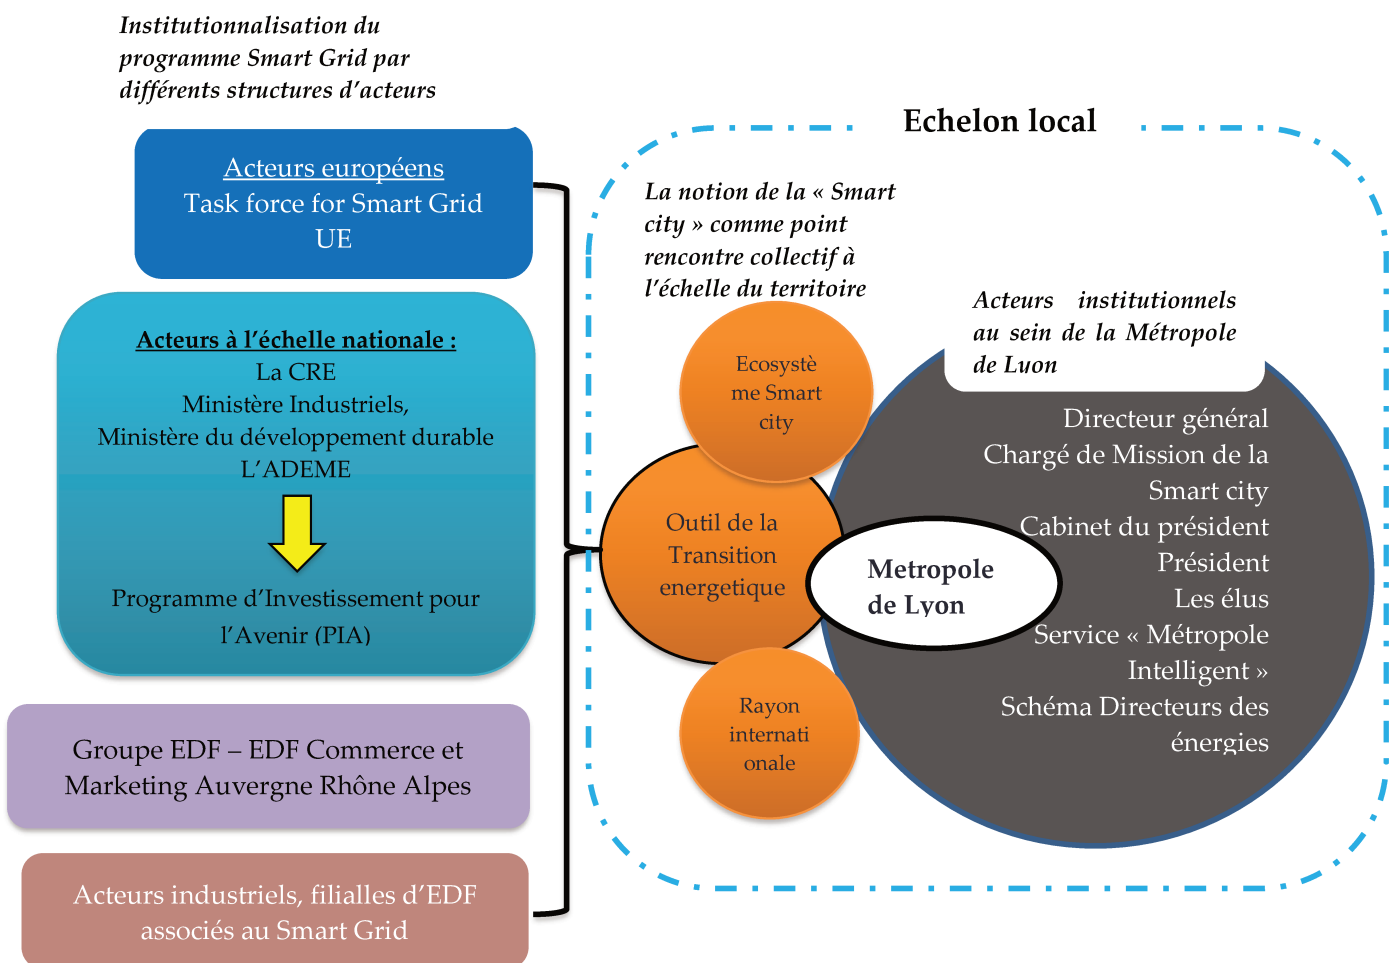 Institutionnalisation du
programme Smart Grid par
différents structures d'acteurs
Acteurs européens
Task force for Smart Grid
UE
Acteurs à l'échelle nationale :
La CRE
Ministère Industriels,
Ministère du développement durable
L'ADEME
Programme d'Investissement pour
l'Avenir (PIA)
Groupe EDF – EDF Commerce et
Marketing Auvergne Rhône Alpes
Acteurs industriels, filialles d'EDF
associés au Smart Grid
Echelon local
La notion de la « Smart
city » comme point
rencontre collectif à
l'échelle du territoire
Ecosystè
me Smart
city
Outil de la
Transition
energetique
Rayon
internati
onale
Metropole
de Lyon
Acteurs institutionnels
au sein de la Métropole
de Lyon
Directeur général
Chargé de Mission de la
Smart city
Cabinet du président
Président
Les élus
Service « Métropole
Intelligent »
Schéma Directeurs des
énergies